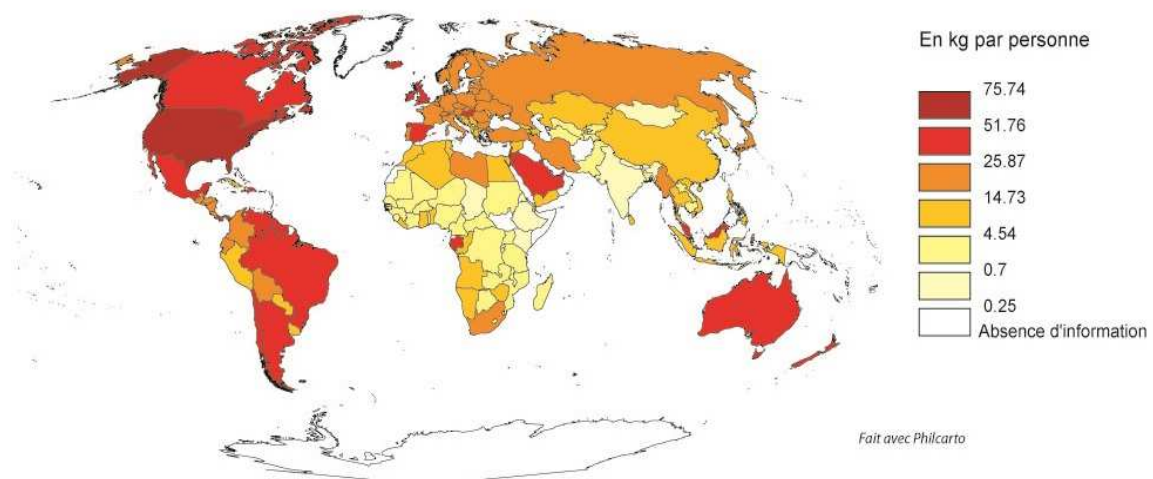 En kg par personne
75.74
51.76
25.87
14.73
4.54
0.7
0.25
Absence d'information
Fait avec Philcarto